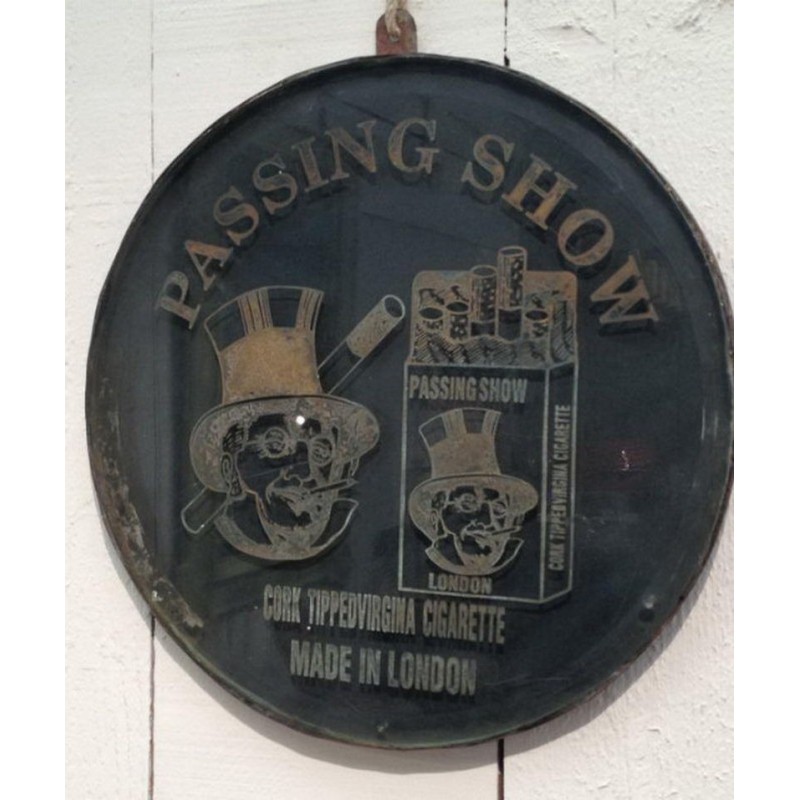 PASSING SHOW
PASSING SHOW
CORK TIPPEDVIRGINA CIGARETTE
LONDON
CORK TIPPEDVIRGINA CIGARETTE
MADE IN LONDON